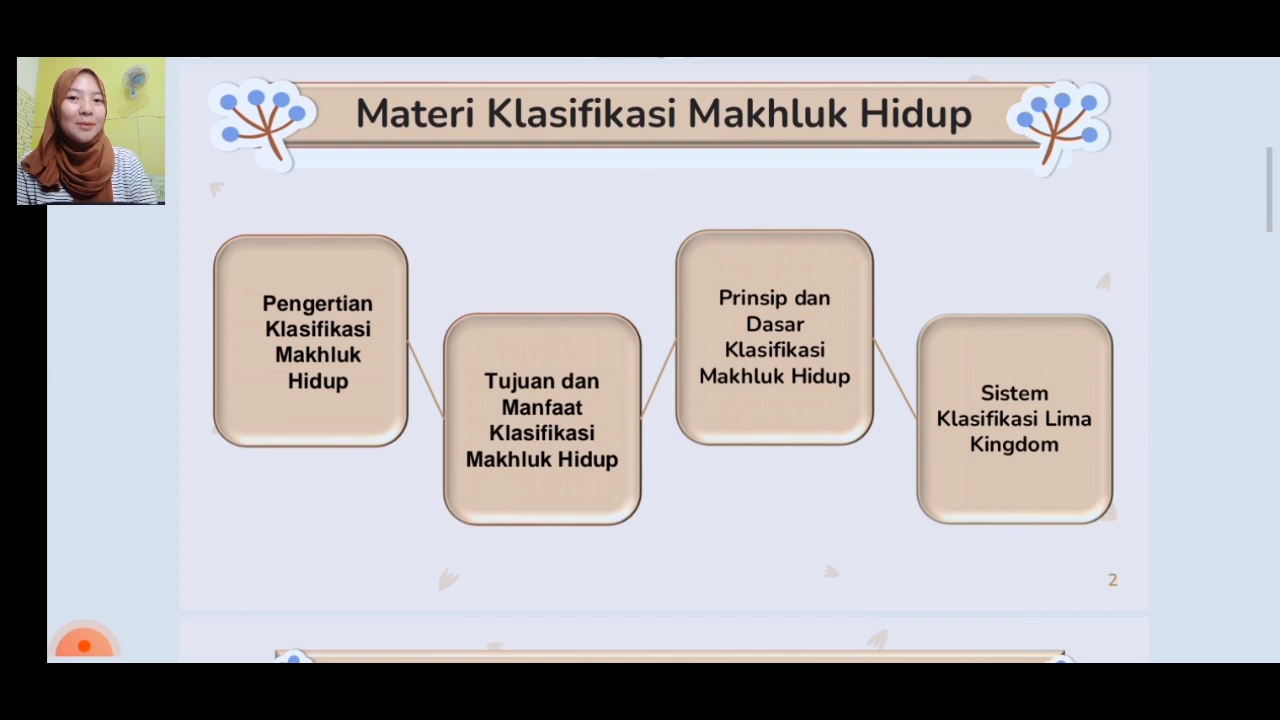 Materi Klasifikasi Makhluk Hidup
Pengertian
Klasifikasi
Makhluk
Hidup
Tujuan dan
Manfaat
Klasifikasi
Makhluk Hidup
Prinsip dan
Dasar
Klasifikasi
Makhluk Hidup
Sistem
Klasifikasi Lima
Kingdom
2